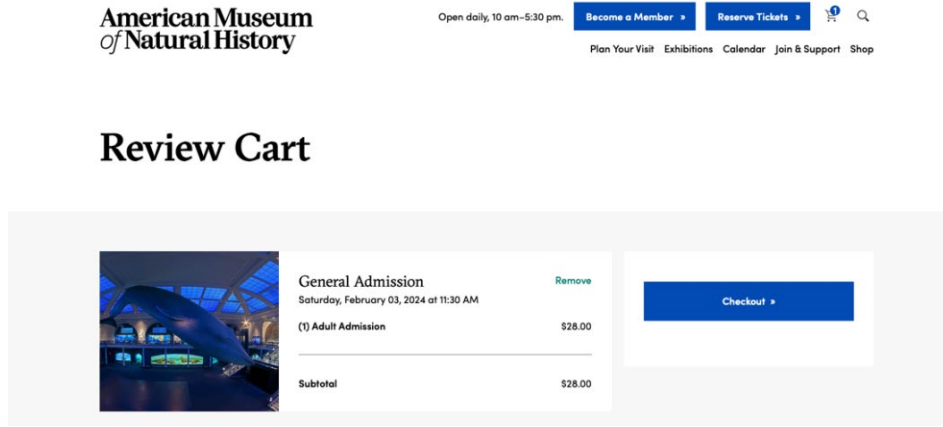 American Museum
of Natural History
Open daily, 10 am–5:30 pm.
Become a Member »
Reserve Tickets »
1
Plan Your Visit Exhibitions Calendar Join & Support Shop
Review Cart
General Admission
Remove
Saturday, February 03, 2024 at 11:30 AM
(1) Adult Admission $28.00
Subtotal $28.00
Checkout »